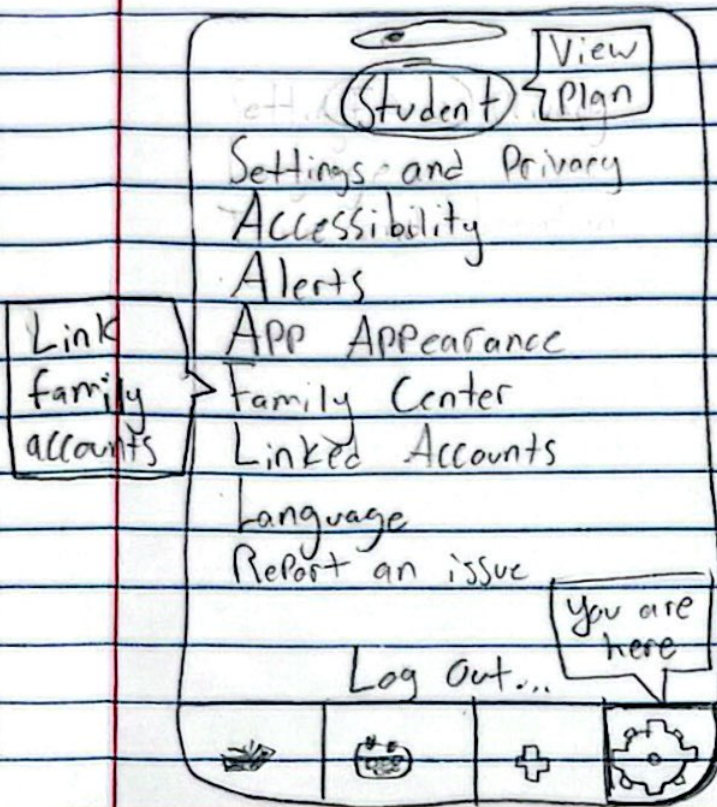 View
Plan
Student
Settings and Privacy
Accessibility
Alerts
App Appearance
Link
family
accounts
Family Center
Linked Accounts
Language
Report an issue
You are
here
Log Out...